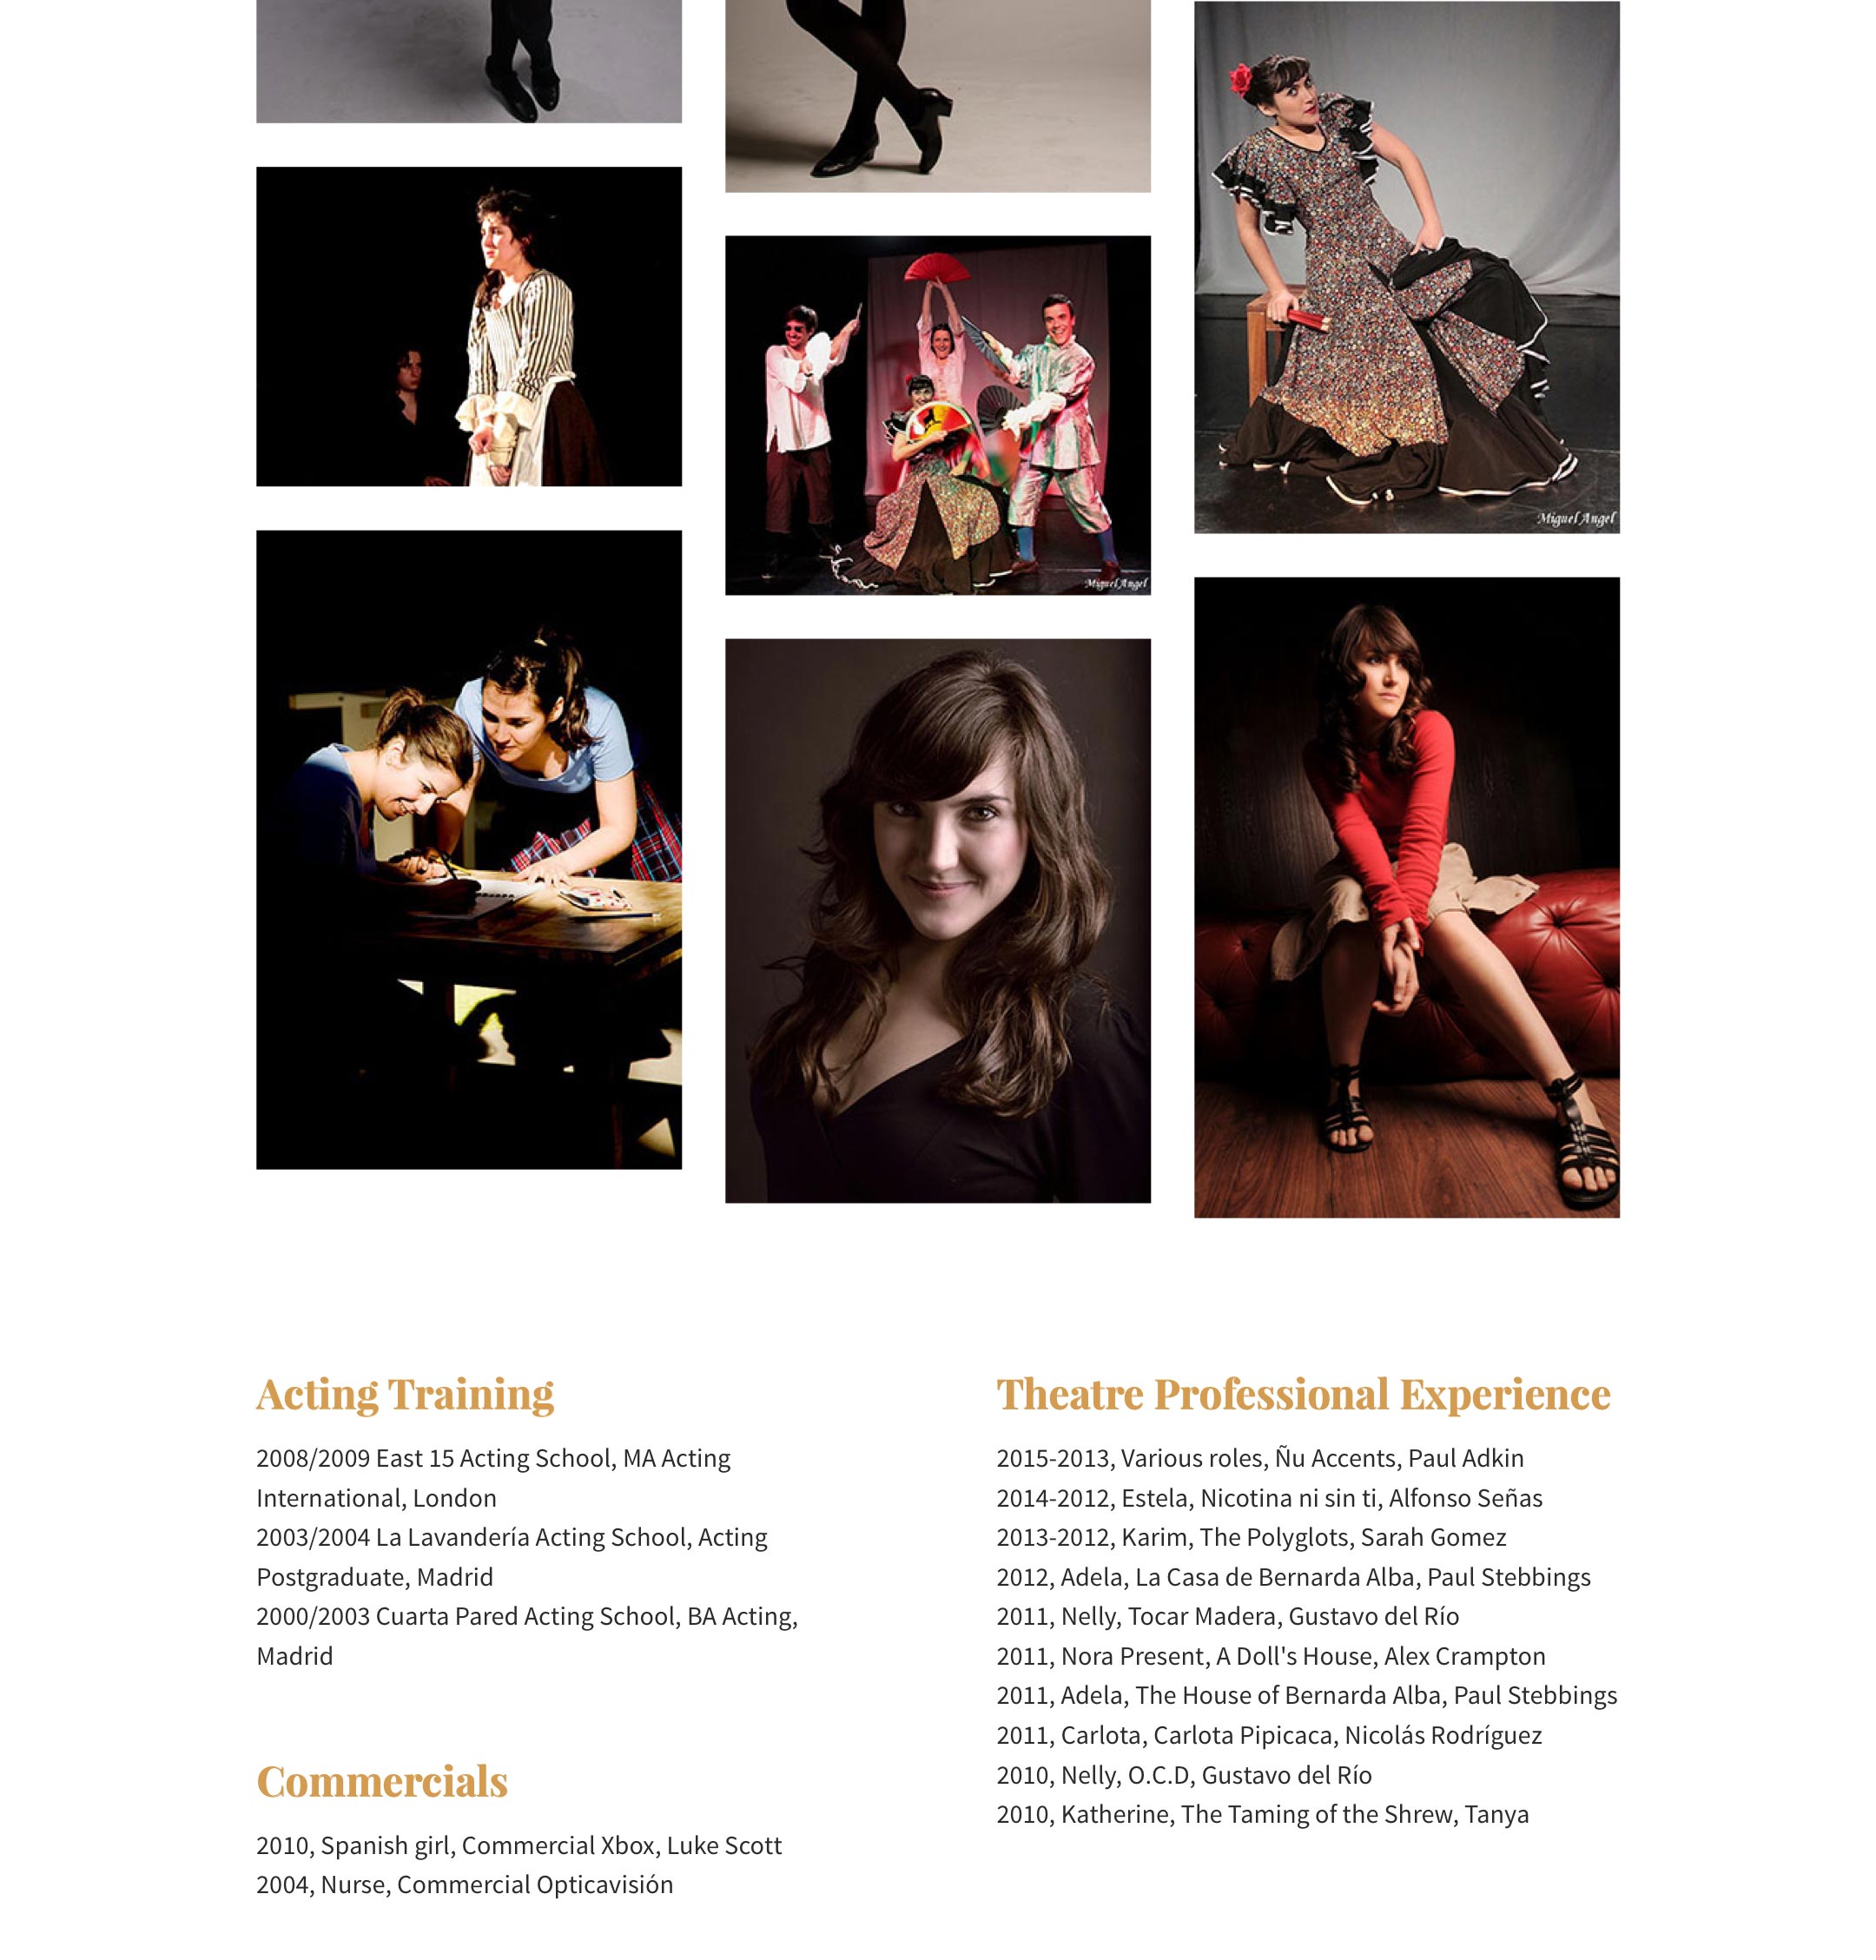 Miguel Angel
Miguel Angel
Acting Training
2008/2009 East 15 Acting School, MA Acting
International, London
2003/2004 La Lavandería Acting School, Acting
Postgraduate, Madrid
2000/2003 Cuarta Pared Acting School, BA Acting,
Madrid
Commercials
2010, Spanish girl, Commercial Xbox, Luke Scott
2004, Nurse, Commercial Opticavisión
Theatre Professional Experience
2015-2013, Various roles, Ñu Accents, Paul Adkin
2014-2012, Estela, Nicotina ni sin ti, Alfonso Señas
2013-2012, Karim, The Polyglots, Sarah Gomez
2012, Adela, La Casa de Bernarda Alba, Paul Stebbings
2011, Nelly, Tocar Madera, Gustavo del Río
2011, Nora Present, A Doll's House, Alex Crampton
2011, Adela, The House of Bernarda Alba, Paul Stebbings
2011, Carlota, Carlota Pipicaca, Nicolás Rodríguez
2010, Nelly, O.C.D, Gustavo del Río
2010, Katherine, The Taming of the Shrew, Tanya